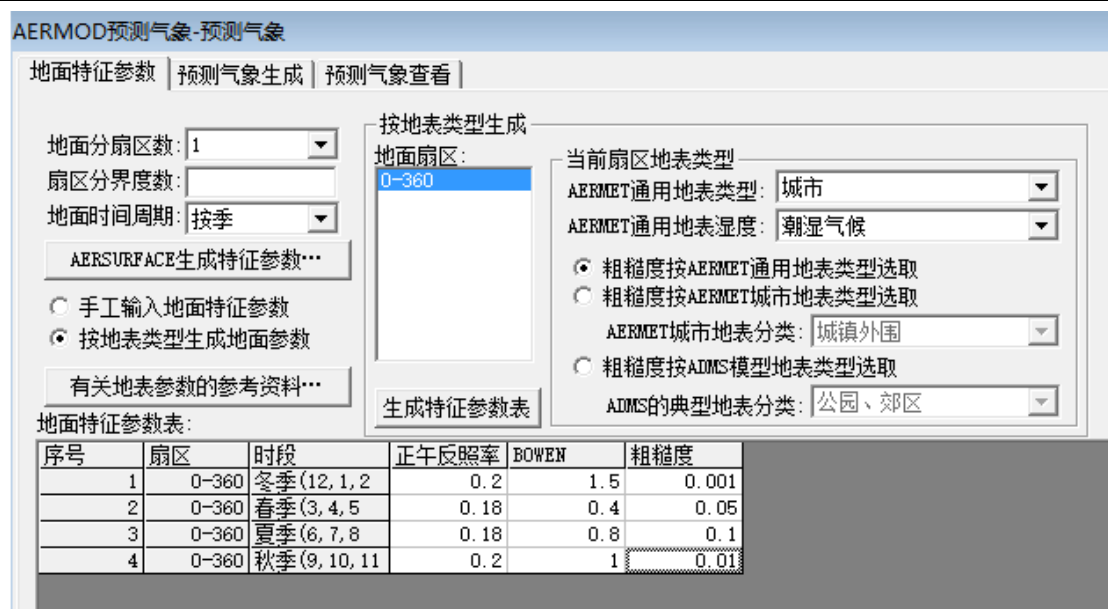 AERMOD预测气象-预测气象
地面特征参数 预测气象生成 预测气象查看
地面分扇区数: 1
扇区分界度数:
地面时间周期: 按季
AERSURFACE生成特征参数…
手工输入地面特征参数
按地表类型生成地面参数
有关地表参数的参考资料…
按地表类型生成
地面扇区:
0-360
生成特征参数表
当前扇区地表类型
AERMET通用地表类型: 城市
AERMET通用地表湿度: 潮湿气候
粗糙度按AERMET通用地表类型选取
粗糙度按AERMET城市地表类型选取
AERMET城市地表分类: 城镇外围
粗糙度按ADMS模型地表类型选取
ADMS的典型地表分类: 公园、郊区
地面特征参数表:
序号 扇区 时段 正午反照率 BOWEN 粗糙度
1 0-360 冬季(12,1,2 0.2 1.5 0.001
2 0-360 春季(3,4,5 0.18 0.4 0.05
3 0-360 夏季(6,7,8 0.18 0.8 0.1
4 0-360 秋季(9,10,11 0.2 1 0.01